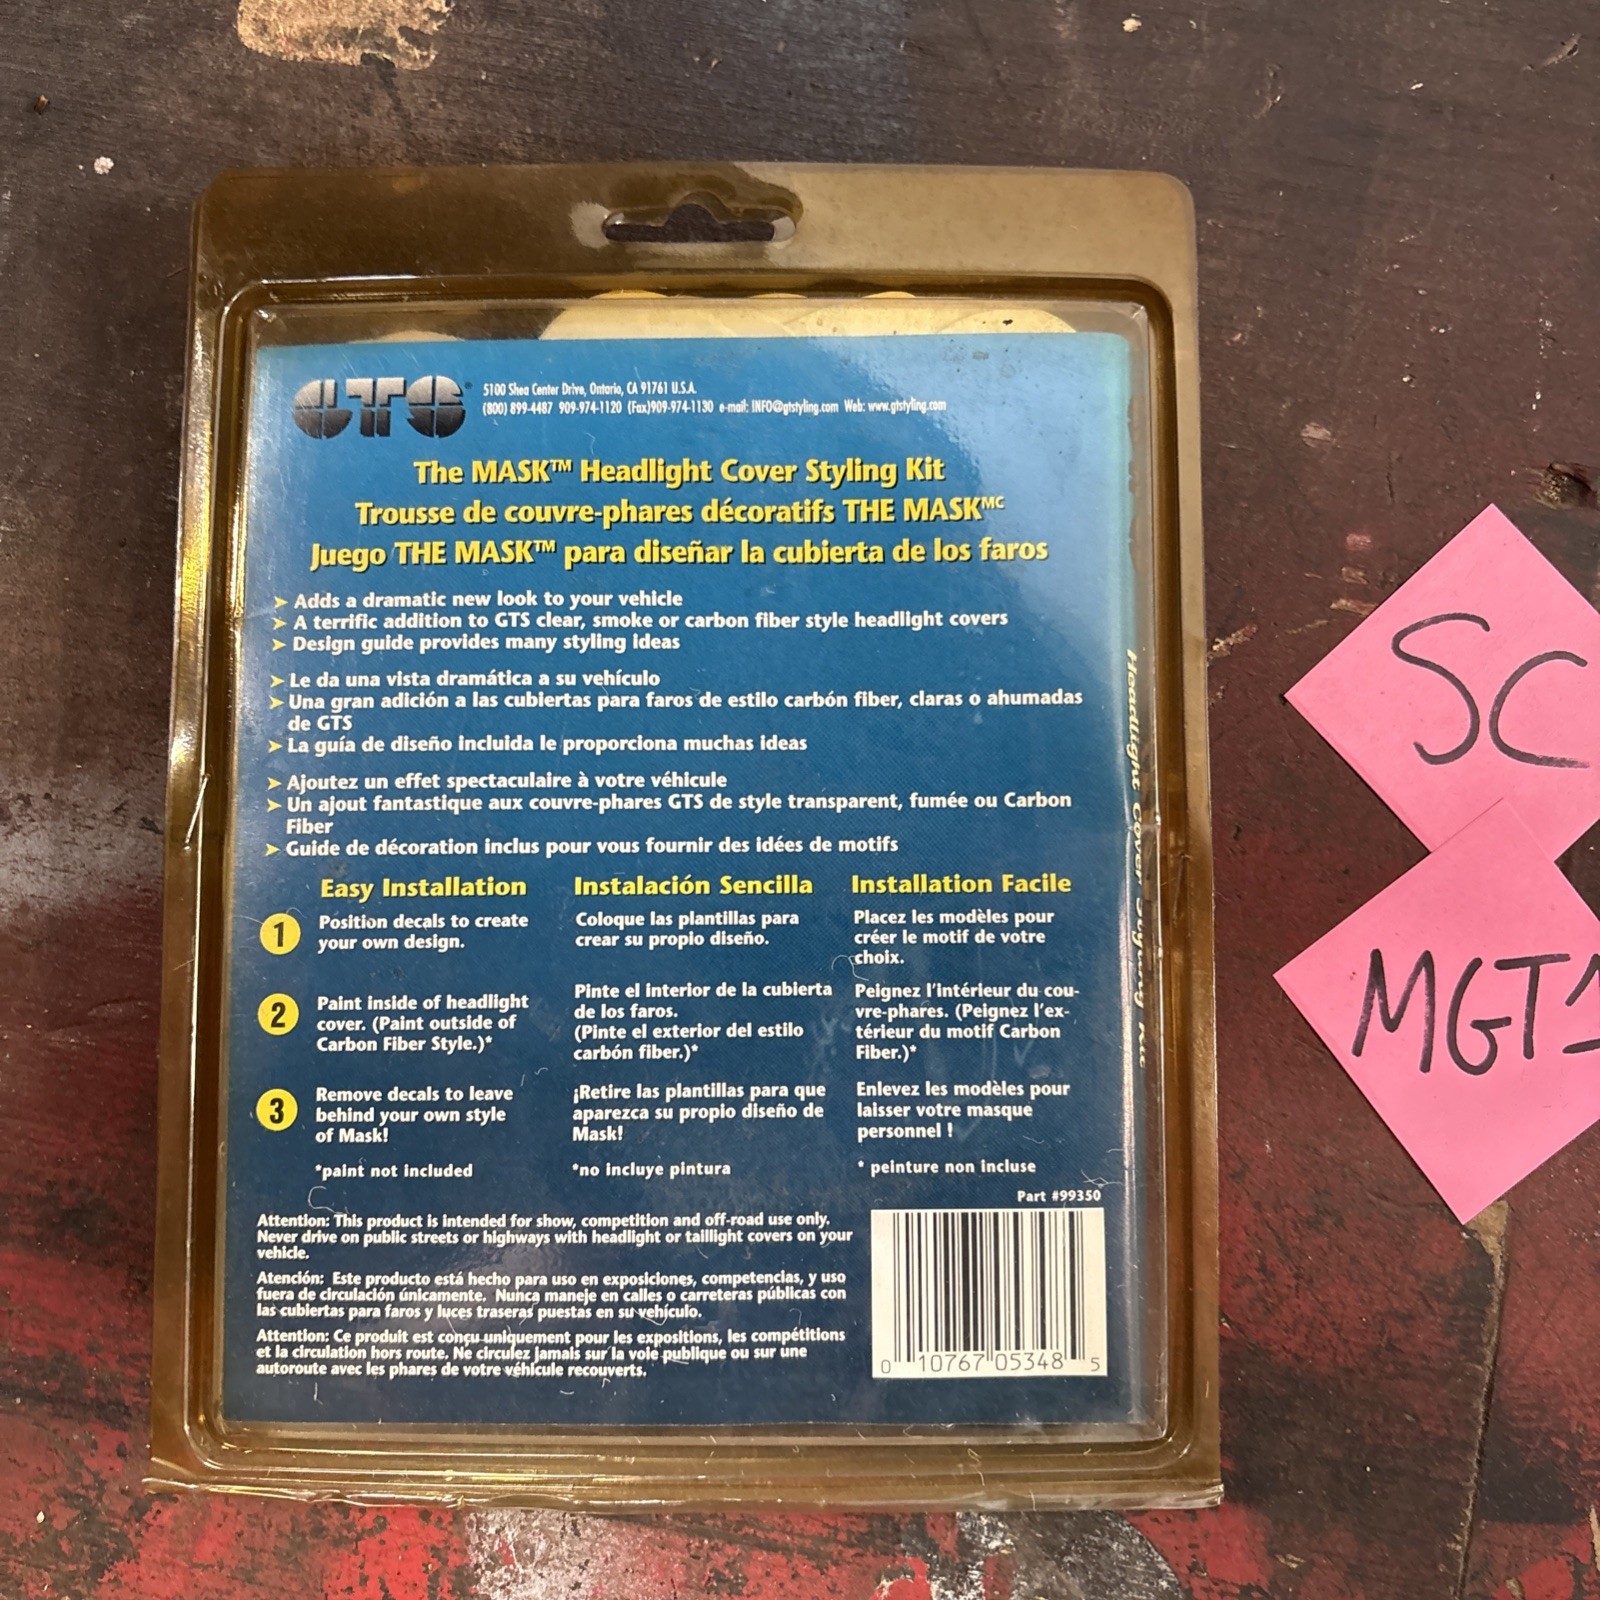 GTS®
5100 Shea Center Drive, Ontario, CA 91761 U.S.A.
(800) 899-4487 909-974-1120 (Fax)909-974-1130 e-mail: INFO@gtstyling.com Web: www.gtstyling.com
The MASK™ Headlight Cover Styling Kit
Trousse de couvre-phares décoratifs THE MASKMC
Juego THE MASK™ para diseñar la cubierta de los faros
➤ Adds a dramatic new look to your vehicle
➤ A terrific addition to GTS clear, smoke or carbon fiber style headlight covers
➤ Design guide provides many styling ideas
➤ Le da una vista dramática a su vehículo
➤ Una gran adición a las cubiertas para faros de estilo carbón fiber, claras o ahumadas
de GTS
➤ La guía de diseño incluida le proporciona muchas ideas
➤ Ajoutez un effet spectaculaire à votre véhicule
➤ Un ajout fantastique aux couvre-phares GTS de style transparent, fumée ou Carbon
Fiber
➤ Guide de décoration inclus pour vous fournir des idées de motifs
Easy Installation
1 Position decals to create
your own design.
2 Paint inside of headlight
cover. (Paint outside of
Carbon Fiber Style.)*
3 Remove decals to leave
behind your own style
of Mask!
*paint not included
Instalación Sencilla
Coloque las plantillas para
crear su propio diseño.
Pinte el interior de la cubierta
de los faros.
(Pinte el exterior del estilo
carbón fiber.)*
¡Retire las plantillas para que
aparezca su propio diseño de
Mask!
*no incluye pintura
Installation Facile
Placez les modèles pour
créer le motif de votre
choix.
Peignez l'intérieur du cou-
vre-phares. (Peignez l'ex-
térieur du motif Carbon
Fiber.)*
Enlevez les modèles pour
laisser votre masque
personnel !
* peinture non incluse
Part #99350
Attention: This product is intended for show, competition and off-road use only.
Never drive on public streets or highways with headlight or taillight covers on your
vehicle.
Atención: Este producto está hecho para uso en exposiciones, competencias, y uso
fuera de circulación únicamente. Nunca maneje en calles o carreteras públicas con
las cubiertas para faros y luces traseras puestas en su vehículo.
Attention: Ce produit est conçu uniquement pour les expositions, les compétitions
et la circulation hors route. Ne circulez jamais sur la voie publique ou sur une
autoroute avec les phares de votre véhicule recouverts.
0 10767 05348 5
Headlight Cover Styling Kit
SC
MGT1